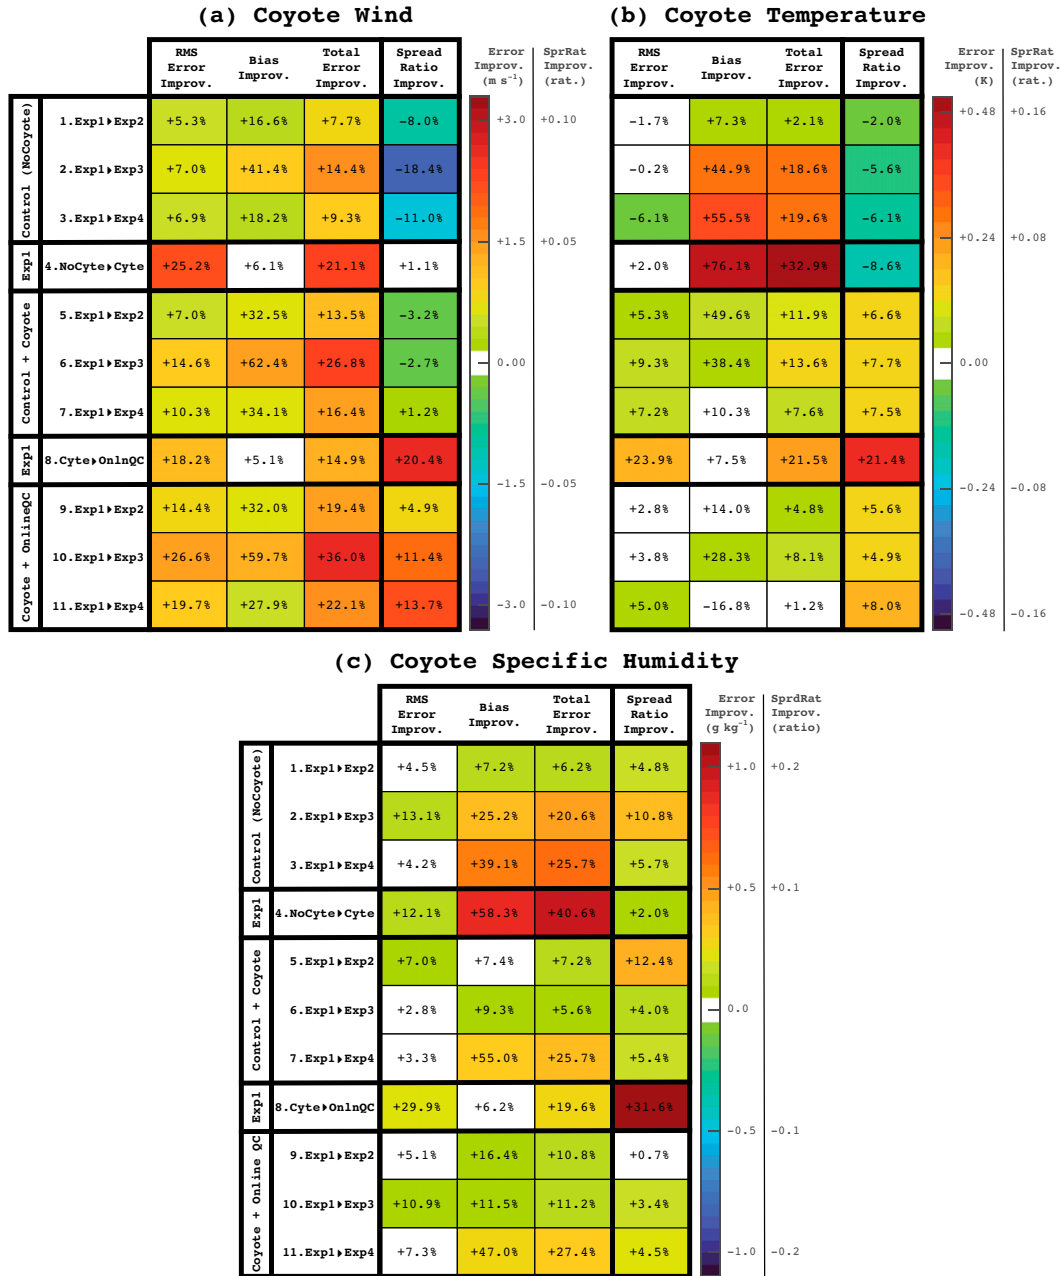 (a) Coyote Wind
RMS Error Improv. Bias Improv. Total Error Improv. Spread Ratio Improv.
Error Improv. (m s⁻¹) SprRat Improv. (rat.)
Control (NoCoyote)
1.Exp1▸Exp2 +5.3% +16.6% +7.7% −8.0%
2.Exp1▸Exp3 +7.0% +41.4% +14.4% −18.4%
3.Exp1▸Exp4 +6.9% +18.2% +9.3% −11.0%
Exp1
4.NoCyte▸Cyte +25.2% +6.1% +21.1% +1.1%
Control + Coyote
5.Exp1▸Exp2 +7.0% +32.5% +13.5% −3.2%
6.Exp1▸Exp3 +14.6% +62.4% +26.8% −2.7%
7.Exp1▸Exp4 +10.3% +34.1% +16.4% +1.2%
Exp1
8.Cyte▸OnlnQC +18.2% +5.1% +14.9% +20.4%
Coyote + OnlineQC
9.Exp1▸Exp2 +14.4% +32.0% +19.4% +4.9%
10.Exp1▸Exp3 +26.6% +59.7% +36.0% +11.4%
11.Exp1▸Exp4 +19.7% +27.9% +22.1% +13.7%
+3.0 +0.10
+1.5 +0.05
0.00
−1.5 −0.05
−3.0 −0.10
(b) Coyote Temperature
RMS Error Improv. Bias Improv. Total Error Improv. Spread Ratio Improv.
Error Improv. (K) SprRat Improv. (rat.)
−1.7% +7.3% +2.1% −2.0%
−0.2% +44.9% +18.6% −5.6%
−6.1% +55.5% +19.6% −6.1%
+2.0% +76.1% +32.9% −8.6%
+5.3% +49.6% +11.9% +6.6%
+9.3% +38.4% +13.6% +7.7%
+7.2% +10.3% +7.6% +7.5%
+23.9% +7.5% +21.5% +21.4%
+2.8% +14.0% +4.8% +5.6%
+3.8% +28.3% +8.1% +4.9%
+5.0% −16.8% +1.2% +8.0%
+0.48 +0.16
+0.24 +0.08
0.00
−0.24 −0.08
−0.48 −0.16
(c) Coyote Specific Humidity
RMS Error Improv. Bias Improv. Total Error Improv. Spread Ratio Improv.
Error Improv. (g kg⁻¹) SprdRat Improv. (ratio)
Control (NoCoyote)
1.Exp1▸Exp2 +4.5% +7.2% +6.2% +4.8%
2.Exp1▸Exp3 +13.1% +25.2% +20.6% +10.8%
3.Exp1▸Exp4 +4.2% +39.1% +25.7% +5.7%
Exp1
4.NoCyte▸Cyte +12.1% +58.3% +40.6% +2.0%
Control + Coyote
5.Exp1▸Exp2 +7.0% +7.4% +7.2% +12.4%
6.Exp1▸Exp3 +2.8% +9.3% +5.6% +4.0%
7.Exp1▸Exp4 +3.3% +55.0% +25.7% +5.4%
Exp1
8.Cyte▸OnlnQC +29.9% +6.2% +19.6% +31.6%
Coyote + Online QC
9.Exp1▸Exp2 +5.1% +16.4% +10.8% +0.7%
10.Exp1▸Exp3 +10.9% +11.5% +11.2% +3.4%
11.Exp1▸Exp4 +7.3% +47.0% +27.4% +4.5%
+1.0 +0.2
+0.5 +0.1
0.0
−0.5 −0.1
−1.0 −0.2